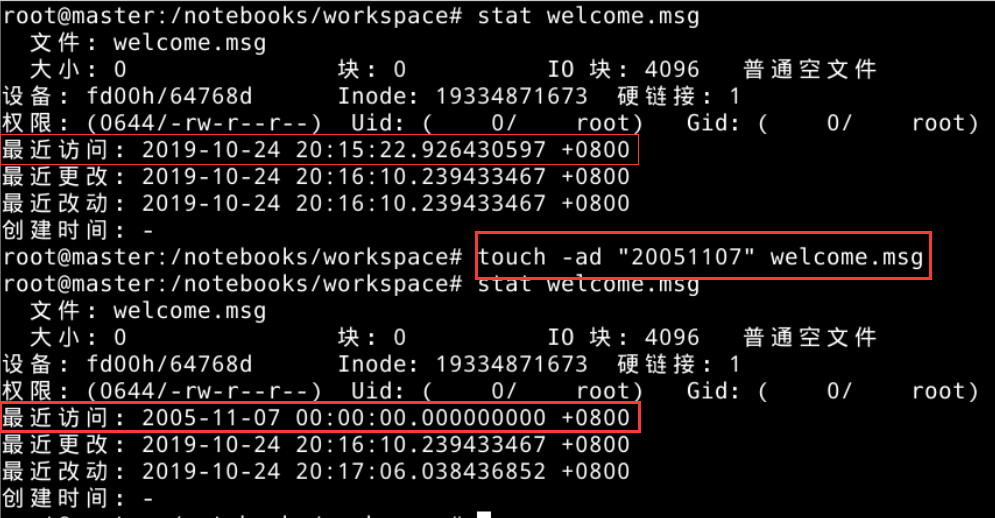 root@master:/notebooks/workspace# stat welcome.msg
文件: welcome.msg
大小: 0 块: 0 IO 块: 4096 普通空文件
设备: fd00h/64768d Inode: 19334871673 硬链接: 1
权限: (0644/-rw-r--r--) Uid: ( 0/ root) Gid: ( 0/ root)
最近访问: 2019-10-24 20:15:22.926430597 +0800
最近更改: 2019-10-24 20:16:10.239433467 +0800
最近改动: 2019-10-24 20:16:10.239433467 +0800
创建时间: -
root@master:/notebooks/workspace# touch -ad "20051107" welcome.msg
root@master:/notebooks/workspace# stat welcome.msg
文件: welcome.msg
大小: 0 块: 0 IO 块: 4096 普通空文件
设备: fd00h/64768d Inode: 19334871673 硬链接: 1
权限: (0644/-rw-r--r--) Uid: ( 0/ root) Gid: ( 0/ root)
最近访问: 2005-11-07 00:00:00.000000000 +0800
最近更改: 2019-10-24 20:16:10.239433467 +0800
最近改动: 2019-10-24 20:17:06.038436852 +0800
创建时间: -
root@master:/notebooks/workspace#